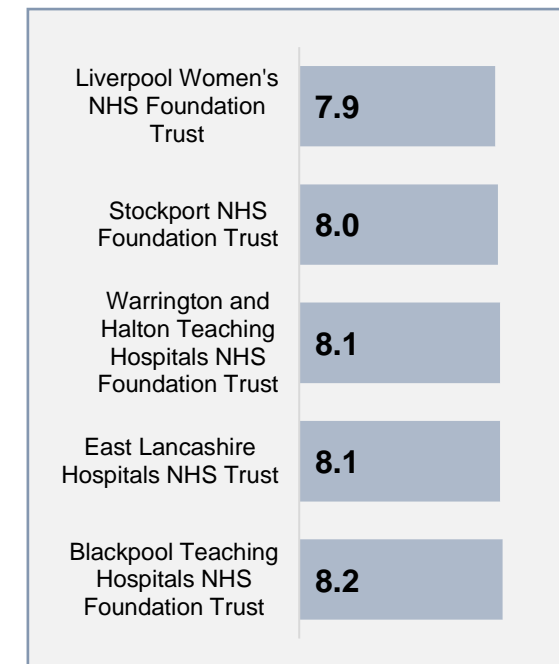 Liverpool Women's
NHS Foundation
Trust
7.9
Stockport NHS
Foundation Trust
8.0
Warrington and
Halton Teaching
Hospitals NHS
Foundation Trust
8.1
East Lancashire
Hospitals NHS Trust
8.1
Blackpool Teaching
Hospitals NHS
Foundation Trust
8.2